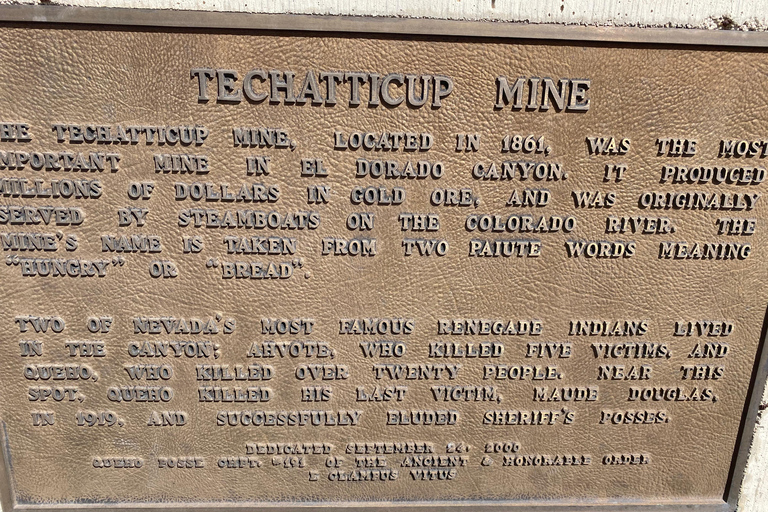 TECHATTICUP MINE
THE TECHATTICUP MINE, LOCATED IN 1861, WAS THE MOST
IMPORTANT MINE IN EL DORADO CANYON. IT PRODUCED
MILLIONS OF DOLLARS IN GOLD ORE, AND WAS ORIGINALLY
SERVED BY STEAMBOATS ON THE COLORADO RIVER. THE
MINE'S NAME IS TAKEN FROM TWO PAIUTE WORDS MEANING
"HUNGRY" OR "BREAD".
TWO OF NEVADA'S MOST FAMOUS RENEGADE INDIANS LIVED
IN THE CANYON; AHVOTE, WHO KILLED FIVE VICTIMS, AND
QUEHO, WHO KILLED OVER TWENTY PEOPLE. NEAR THIS
SPOT, QUEHO KILLED HIS LAST VICTIM, MAUDE DOUGLAS,
IN 1919, AND SUCCESSFULLY ELUDED SHERIFF'S POSSES.
DEDICATED SEPTEMBER 24, 2000
QUEHO POSSE CHPT. #191 OF THE ANCIENT & HONORABLE ORDER
E CLAMPUS VITUS